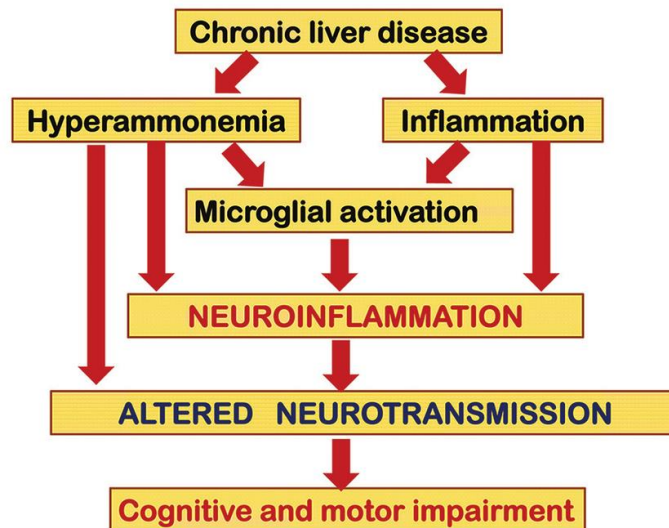 Chronic liver disease
Hyperammonemia
Inflammation
Microglial activation
NEUROINFLAMMATION
ALTERED NEUROTRANSMISSION
Cognitive and motor impairment